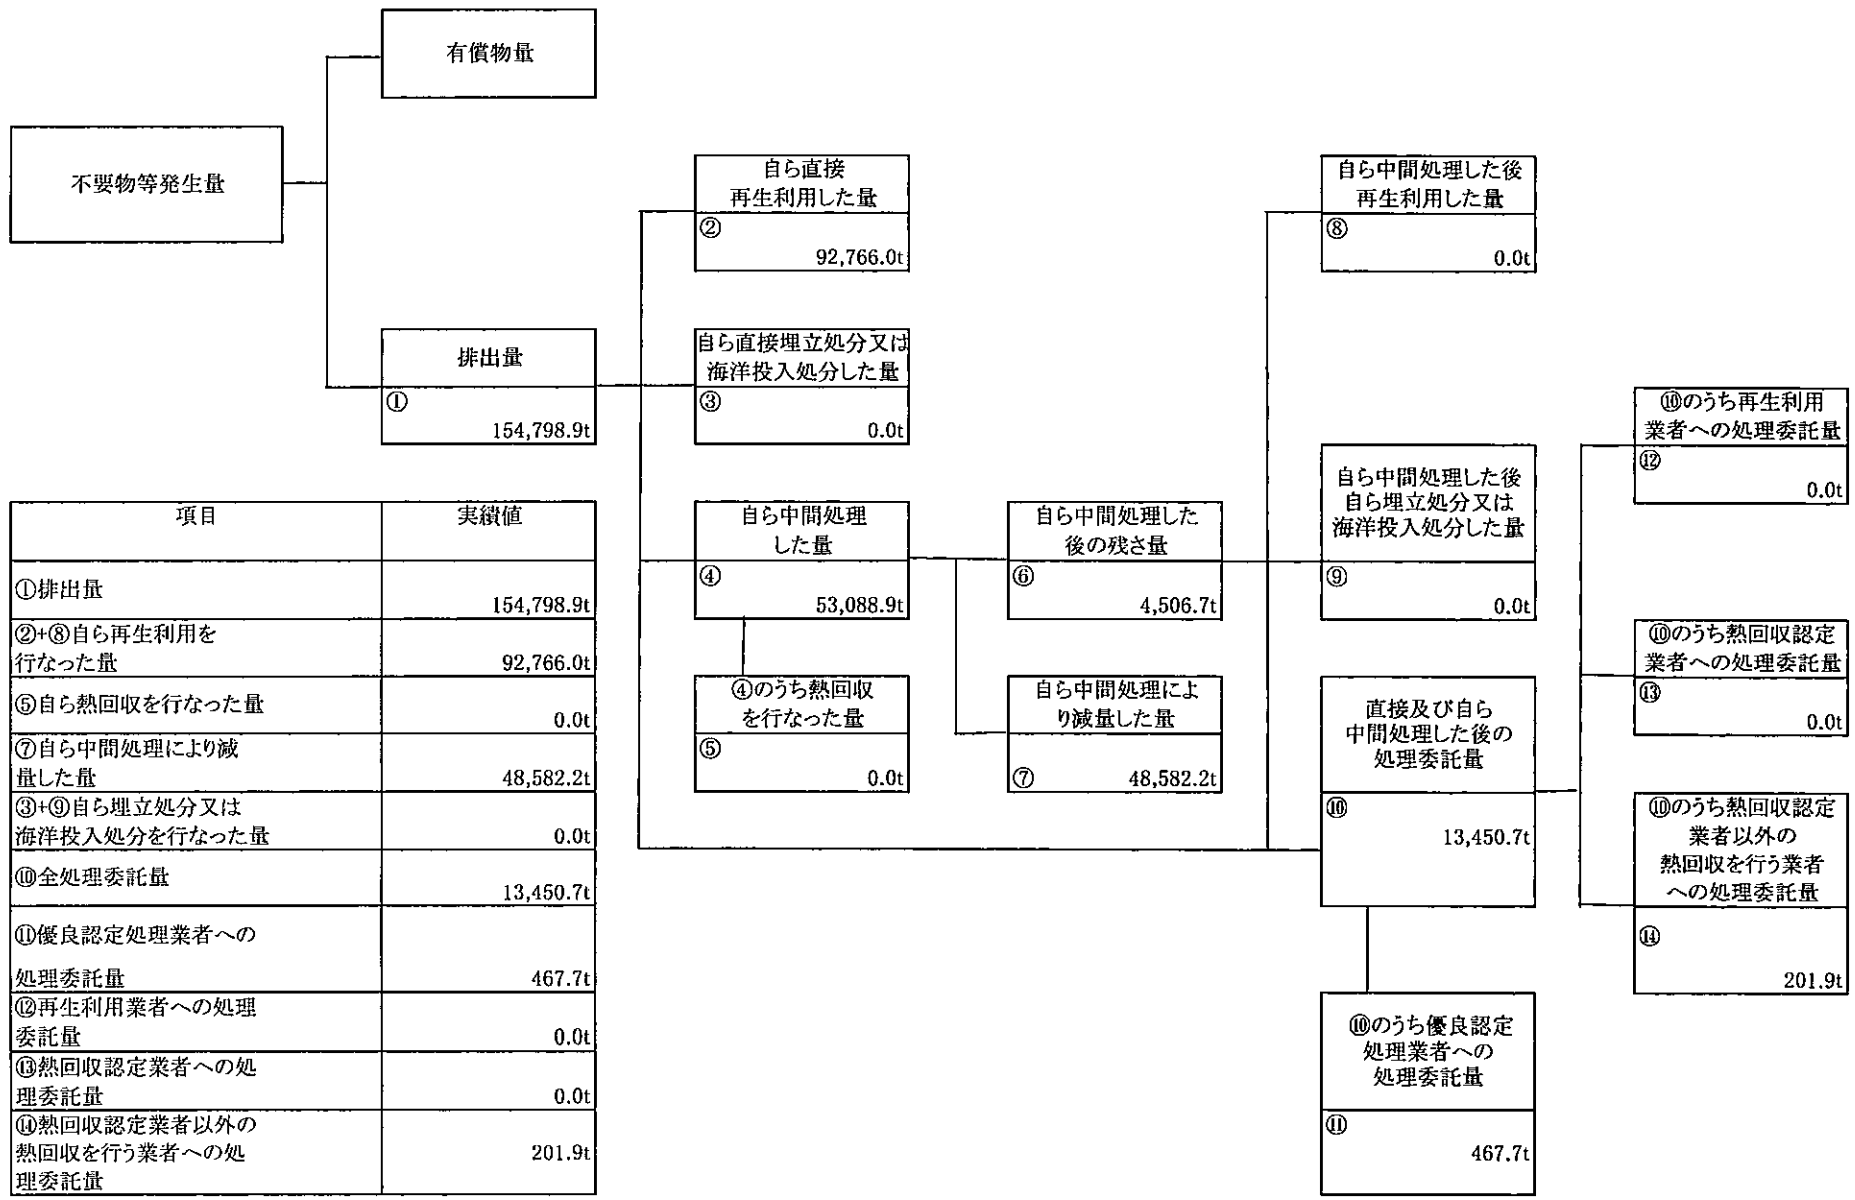 有償物量
不要物等発生量
排出量
①
154,798.9t
自ら直接
再生利用した量
②
92,766.0t
自ら直接埋立処分又は
海洋投入処分した量
③
0.0t
自ら中間処理
した量
④
53,088.9t
④のうち熱回収
を行なった量
⑤
0.0t
自ら中間処理した
後の残さ量
⑥
4,506.7t
自ら中間処理によ
り減量した量
⑦
48,582.2t
自ら中間処理した後
再生利用した量
⑧
0.0t
自ら中間処理した後
自ら埋立処分又は
海洋投入処分した量
⑨
0.0t
直接及び自ら
中間処理した後の
処理委託量
⑩
13,450.7t
⑩のうち優良認定
処理業者への
処理委託量
⑪
467.7t
⑩のうち再生利用
業者への処理委託量
⑫
0.0t
⑩のうち熱回収認定
業者への処理委託量
⑬
0.0t
⑩のうち熱回収認定
業者以外の
熱回収を行う業者
への処理委託量
⑭
201.9t
項目 実績値
①排出量
154,798.9t
②+⑧自ら再生利用を
行なった量 92,766.0t
⑤自ら熱回収を行なった量
0.0t
⑦自ら中間処理により減
量した量 48,582.2t
③+⑨自ら埋立処分又は
海洋投入処分を行なった量 0.0t
⑩全処理委託量
13,450.7t
⑪優良認定処理業者への
処理委託量 467.7t
⑫再生利用業者への処理
委託量 0.0t
⑬熱回収認定業者への処
理委託量 0.0t
⑭熱回収認定業者以外の
熱回収を行う業者への処 201.9t
理委託量